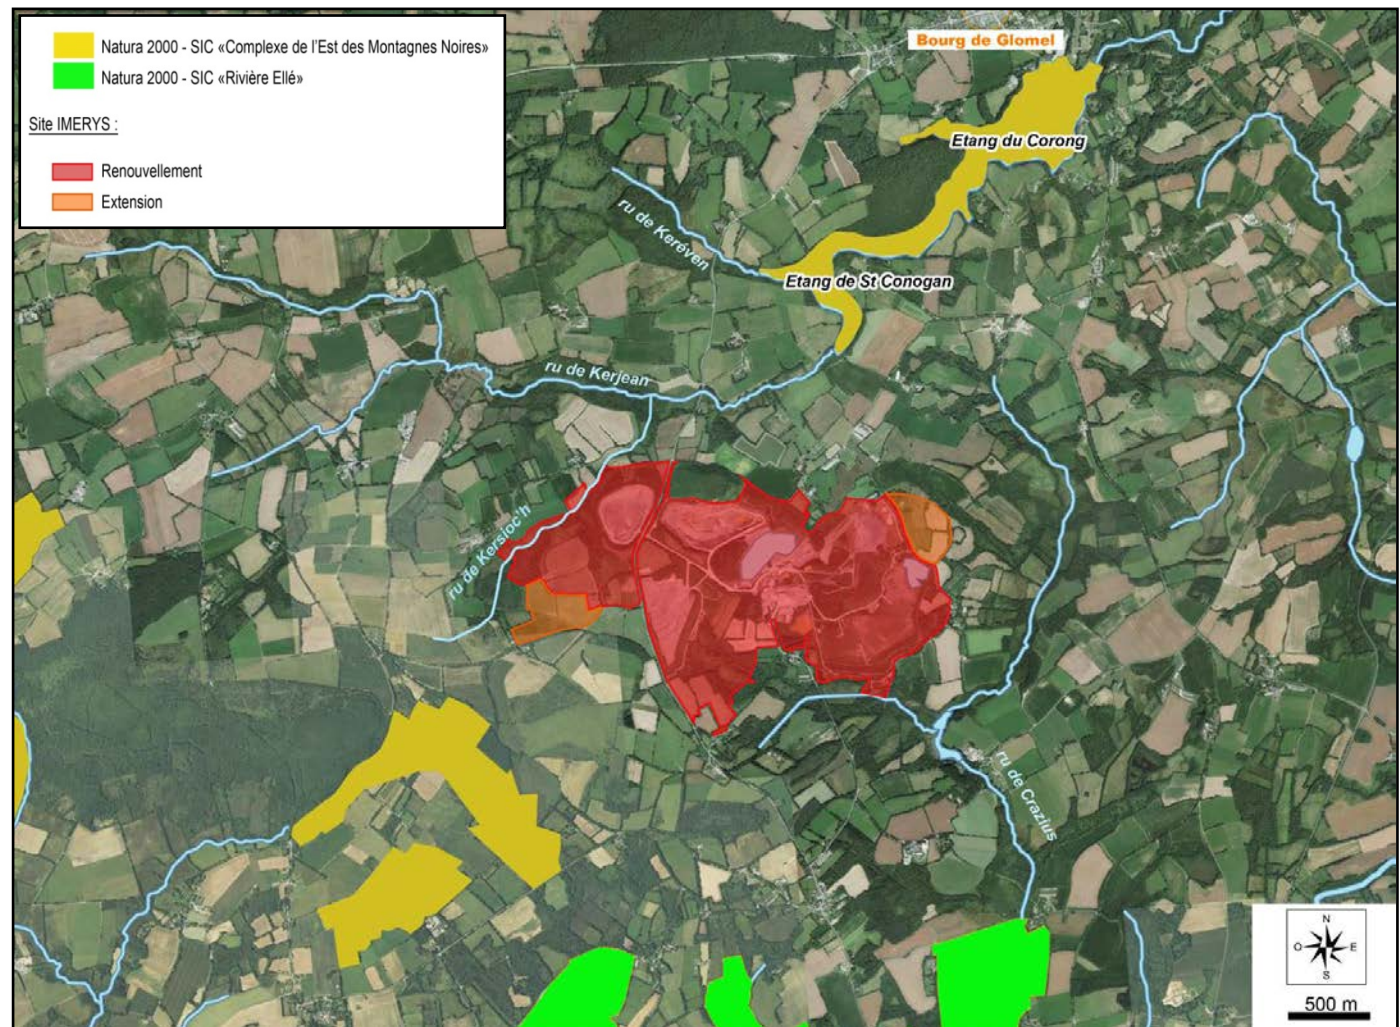 Natura 2000 - SIC «Complexe de l'Est des Montagnes Noires»
Natura 2000 - SIC «Rivière Ellé»
Site IMERYS :
Renouvellement
Extension
Bourg de Glomel
Etang du Corong
ru de Keréven
Etang de St Conogan
ru de Kerjean
ru de Kersioc'h
ru de Crazius
N
O
E
S
500 m